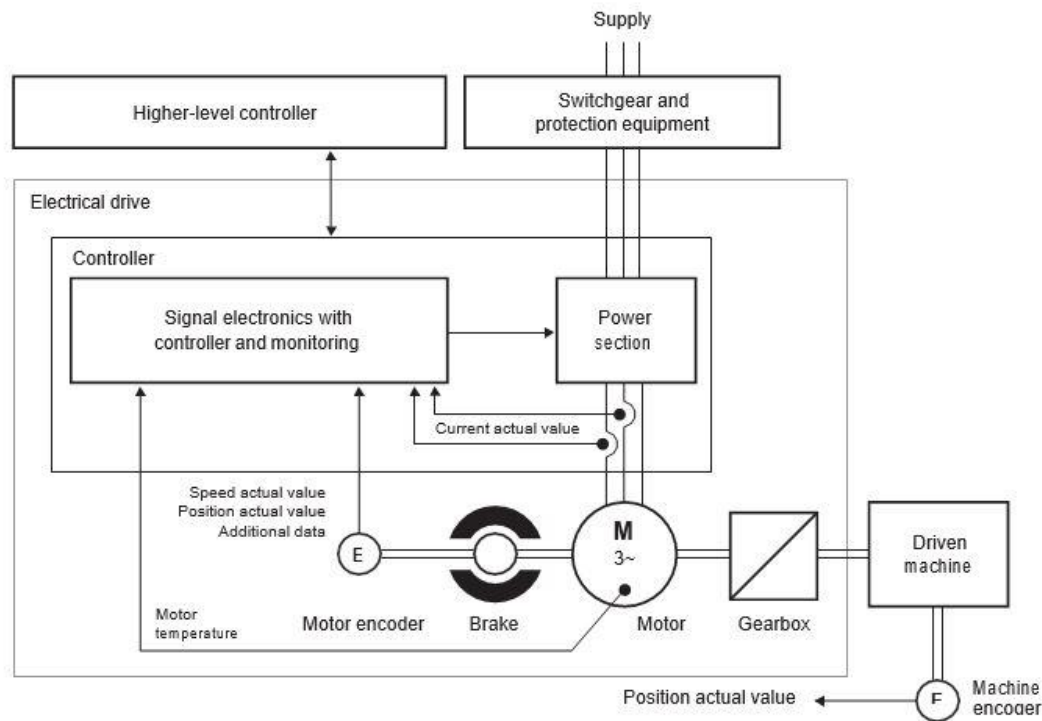 Supply
Higher-level controller
Switchgear and
protection equipment
Electrical drive
Controller
Signal electronics with
controller and monitoring
Power
section
Current actual value
Speed actual value
Position actual value
Additional data
E
M
3~
Driven
machine
Motor
temperature
Motor encoder
Brake
Motor
Gearbox
Position actual value
E
Machine
encoder